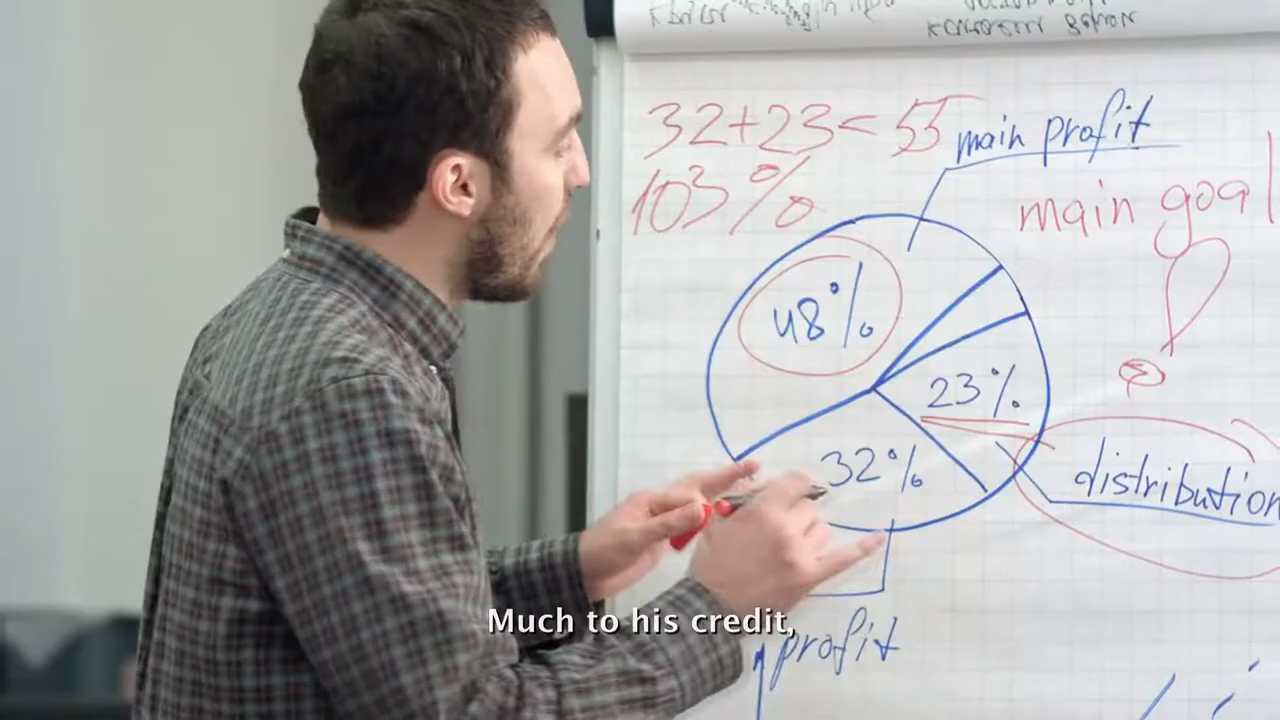 32+23= 55
103%
main profit
main goal
48%
23%
32%
distribution
profit
Much to his credit,